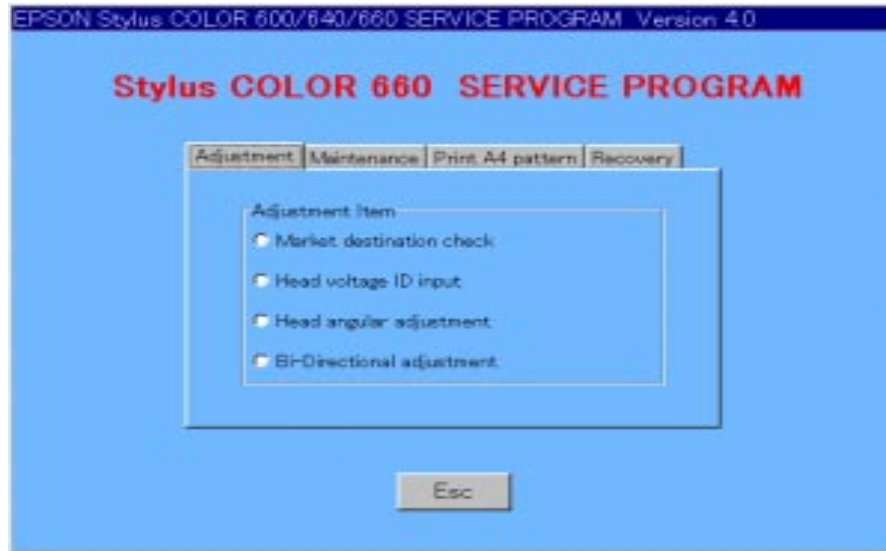 EPSON Stylus COLOR 600/640/660 SERVICE PROGRAM Version 4.0
Stylus COLOR 660 SERVICE PROGRAM
Adjustment Maintenance Print A4 pattern Recovery
Adjustment Item
Market destination check
Head voltage ID input
Head angular adjustment
Bi-Directional adjustment
Esc